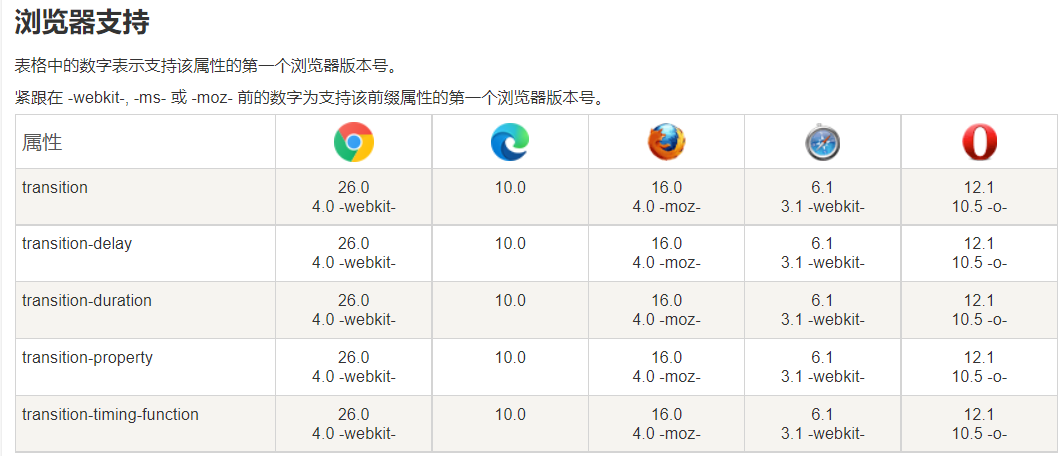 浏览器支持
表格中的数字表示支持该属性的第一个浏览器版本号。
紧跟在 -webkit-, -ms- 或 -moz- 前的数字为支持该前缀属性的第一个浏览器版本号。
属性
transition 26.0 10.0 16.0 6.1 12.1
4.0 -webkit- 4.0 -moz- 3.1 -webkit- 10.5 -o-
transition-delay 26.0 10.0 16.0 6.1 12.1
4.0 -webkit- 4.0 -moz- 3.1 -webkit- 10.5 -o-
transition-duration 26.0 10.0 16.0 6.1 12.1
4.0 -webkit- 4.0 -moz- 3.1 -webkit- 10.5 -o-
transition-property 26.0 10.0 16.0 6.1 12.1
4.0 -webkit- 4.0 -moz- 3.1 -webkit- 10.5 -o-
transition-timing-function 26.0 10.0 16.0 6.1 12.1
4.0 -webkit- 4.0 -moz- 3.1 -webkit- 10.5 -o-